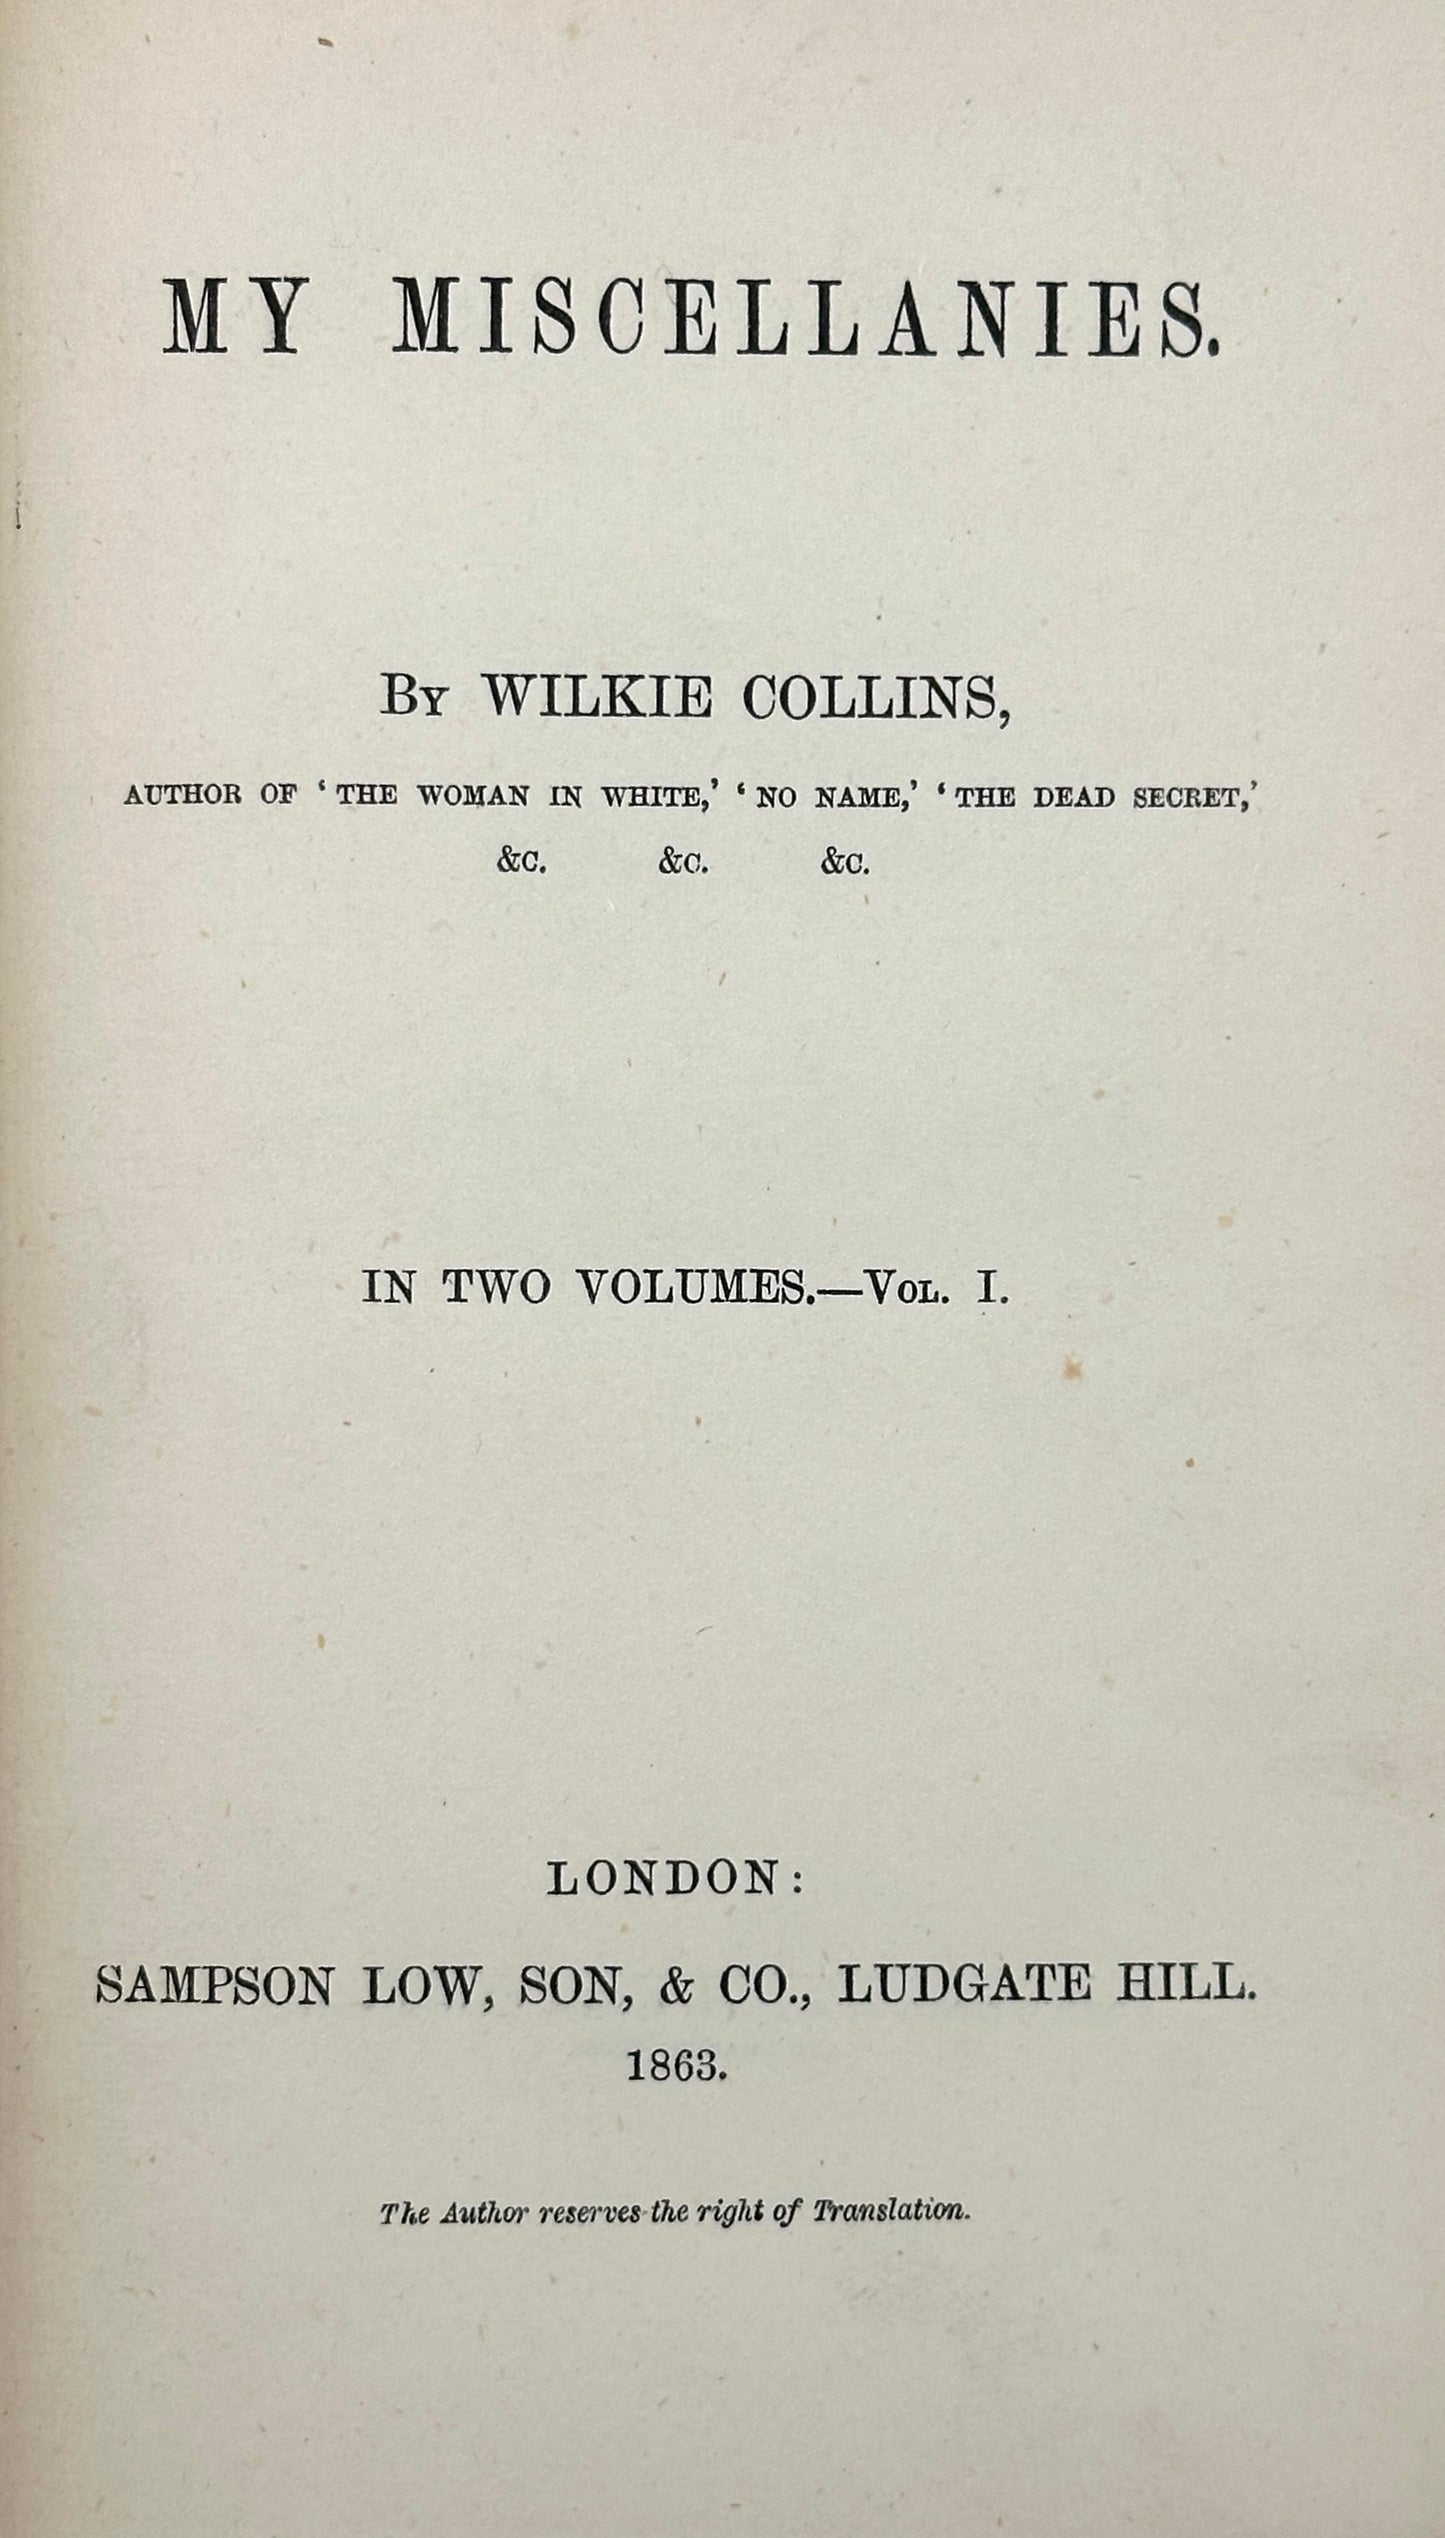 MY MISCELLANIES.
By WILKIE COLLINS,
AUTHOR OF ‘THE WOMAN IN WHITE,’ ‘NO NAME,’ ‘THE DEAD SECRET,’
&c. &c. &c.
IN TWO VOLUMES.—Vol. I.
LONDON:
SAMPSON LOW, SON, & CO., LUDGATE HILL.
1863.
The Author reserves the right of Translation.